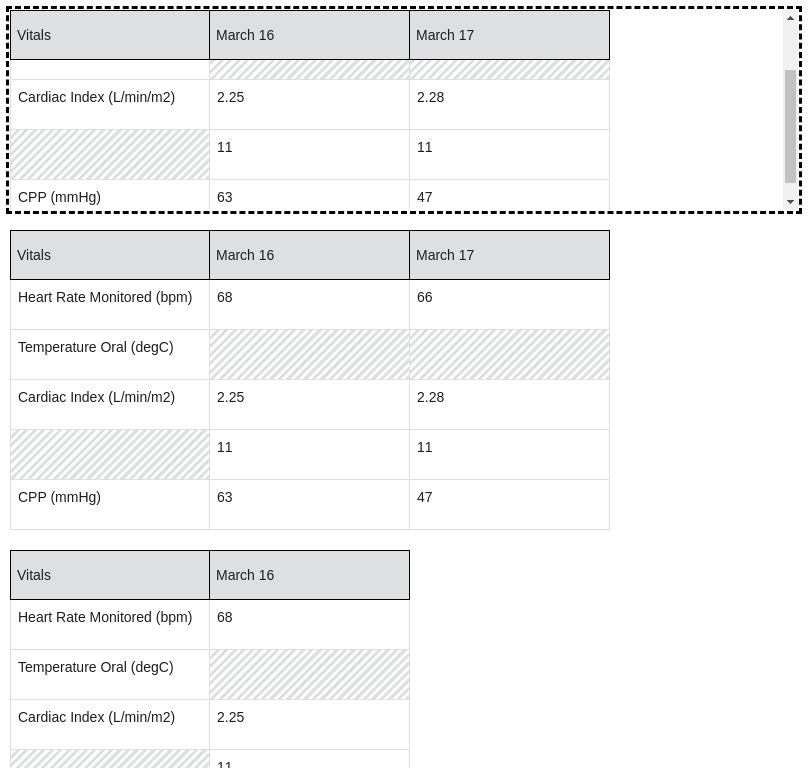 Vitals March 16 March 17
Cardiac Index (L/min/m2) 2.25 2.28
11 11
CPP (mmHg) 63 47
Vitals March 16 March 17
Heart Rate Monitored (bpm) 68 66
Temperature Oral (degC)
Cardiac Index (L/min/m2) 2.25 2.28
11 11
CPP (mmHg) 63 47
Vitals March 16
Heart Rate Monitored (bpm) 68
Temperature Oral (degC)
Cardiac Index (L/min/m2) 2.25
11